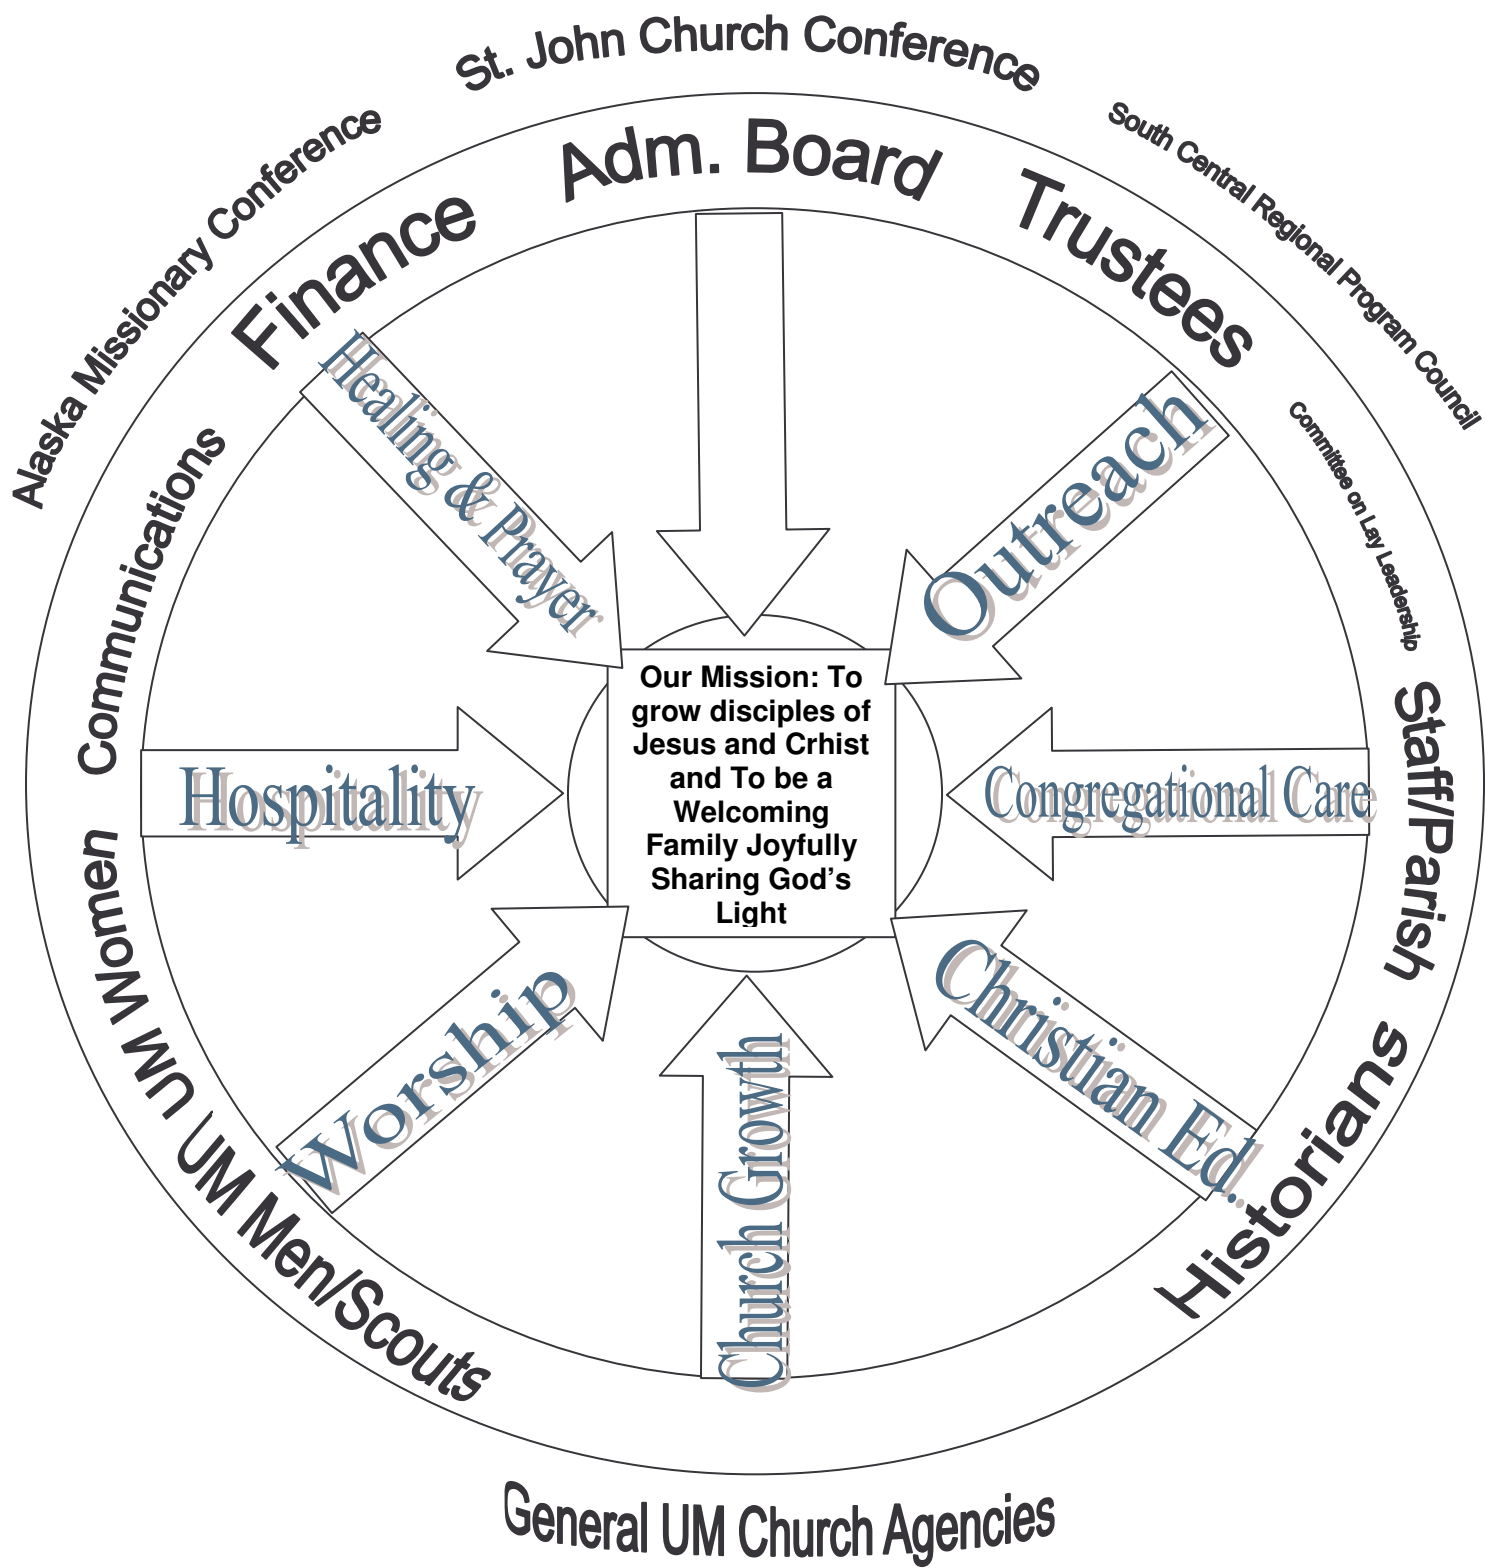 St. John Church Conference
Alaska Missionary Conference
South Central Regional Program Council
Adm. Board
Finance
Trustees
Communications
Committee on Lay Leadership
Staff/Parish
UM Women
Historians
UM Men/Scouts
Healing & Prayer
Outreach
Hospitality
Congregational Care
Worship
Christian Ed.
Church Growth
Our Mission: To
grow disciples of
Jesus and Crhist
and To be a
Welcoming
Family Joyfully
Sharing God's
Light
General UM Church Agencies